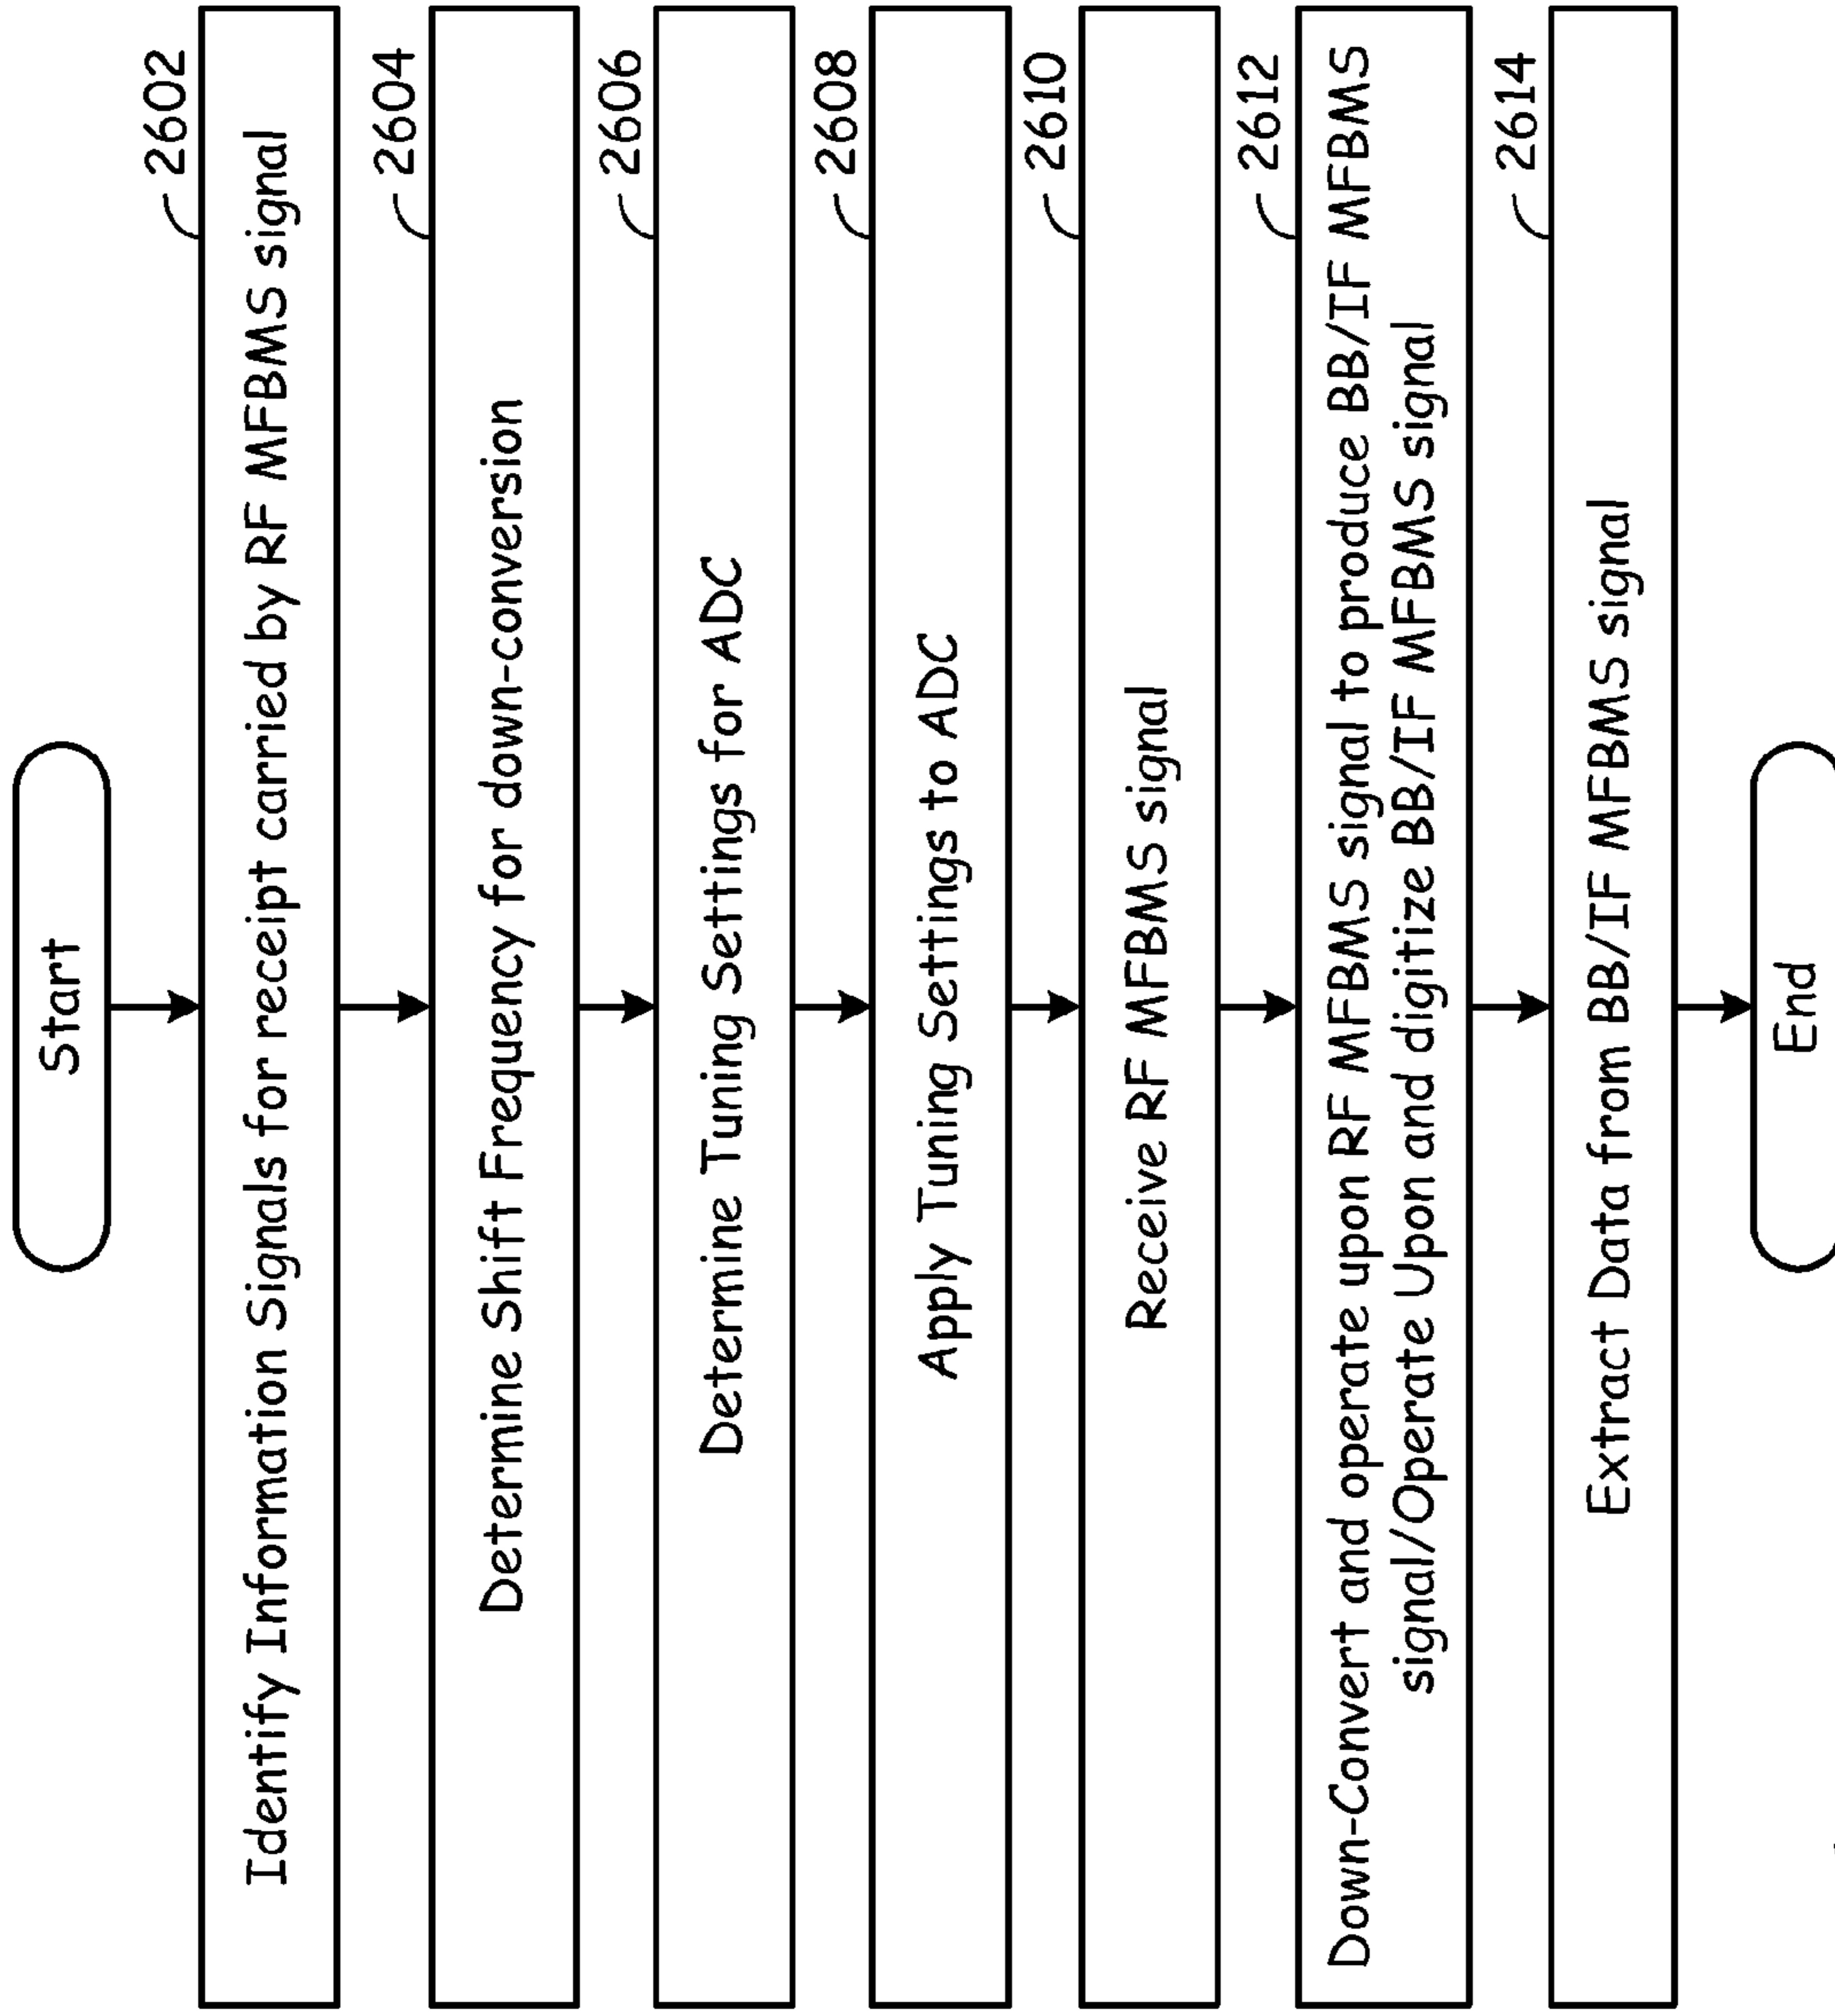 Start
2602
Identify Information Signals for receipt carried by RF MFBMS signal
2604
Determine Shift Frequency for down-conversion
2606
Determine Tuning Settings for ADC
2608
Apply Tuning Settings to ADC
2610
Receive RF MFBMS signal
2612
Down-Convert and operate upon RF MFBMS signal to produce BB/IF MFBMS
signal/Operate Upon and digitize BB/IF MFBMS signal
2614
Extract Data from BB/IF MFBMS signal
End